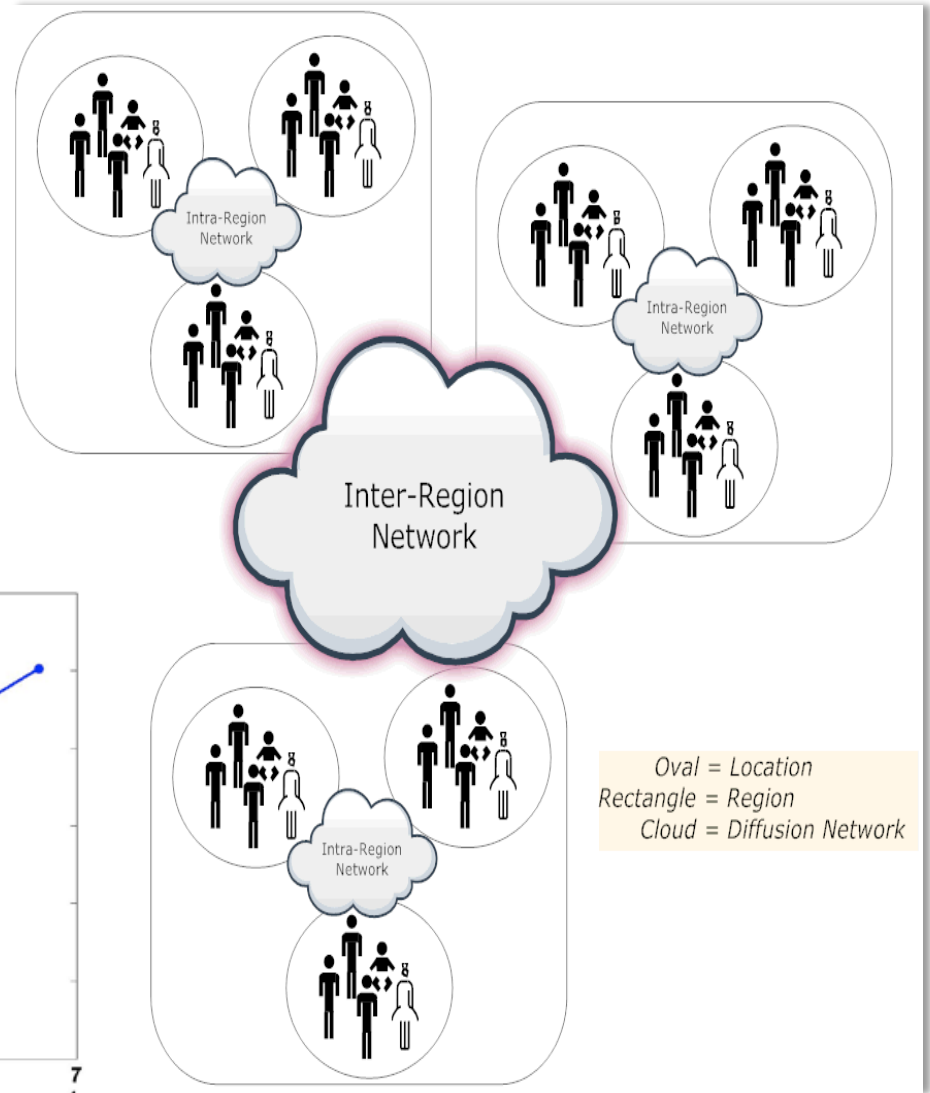 Intra-Region
Network
Intra-Region
Network
Inter-Region
Network
Oval = Location
Rectangle = Region
Cloud = Diffusion Network
Intra-Region
Network
7